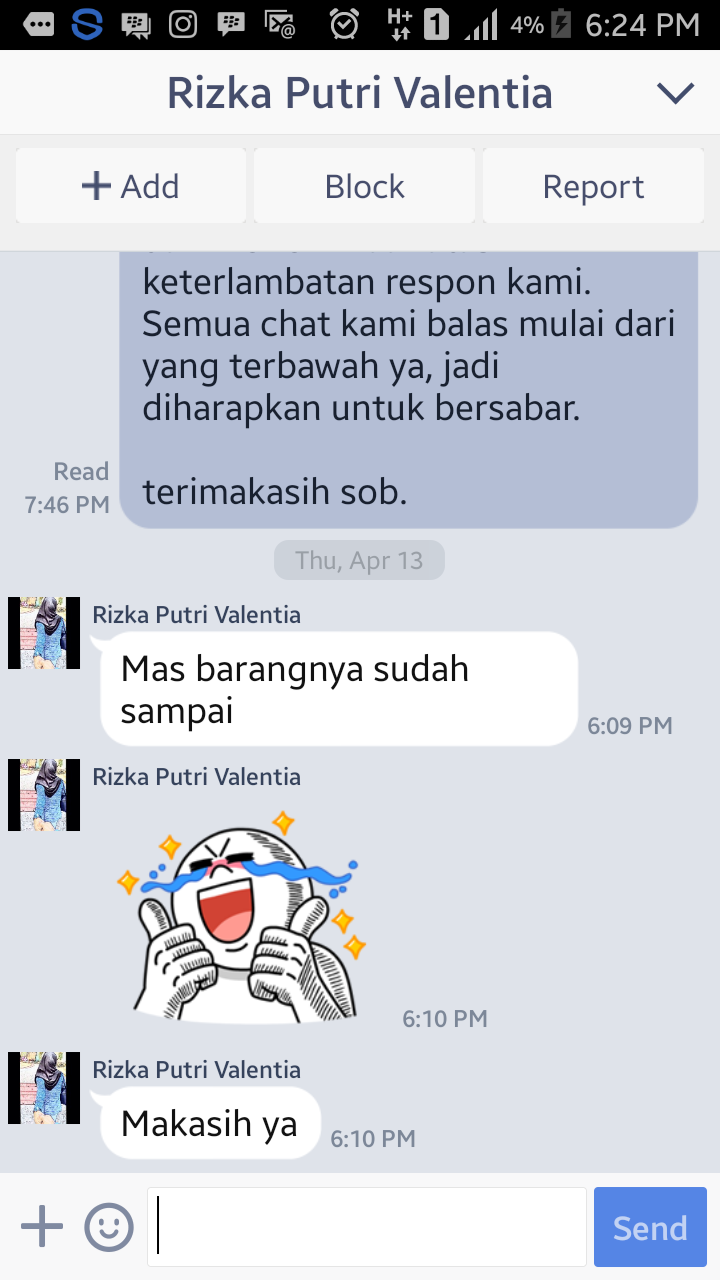 H+
1
4%
6:24 PM
Rizka Putri Valentia
+ Add
Block
Report
keterlambatan respon kami.
Semua chat kami balas mulai dari
yang terbawah ya, jadi
diharapkan untuk bersabar.
terimakasih sob.
Read
7:46 PM
Thu, Apr 13
Rizka Putri Valentia
Mas barangnya sudah
sampai
6:09 PM
Rizka Putri Valentia
6:10 PM
Rizka Putri Valentia
Makasih ya
6:10 PM
Send